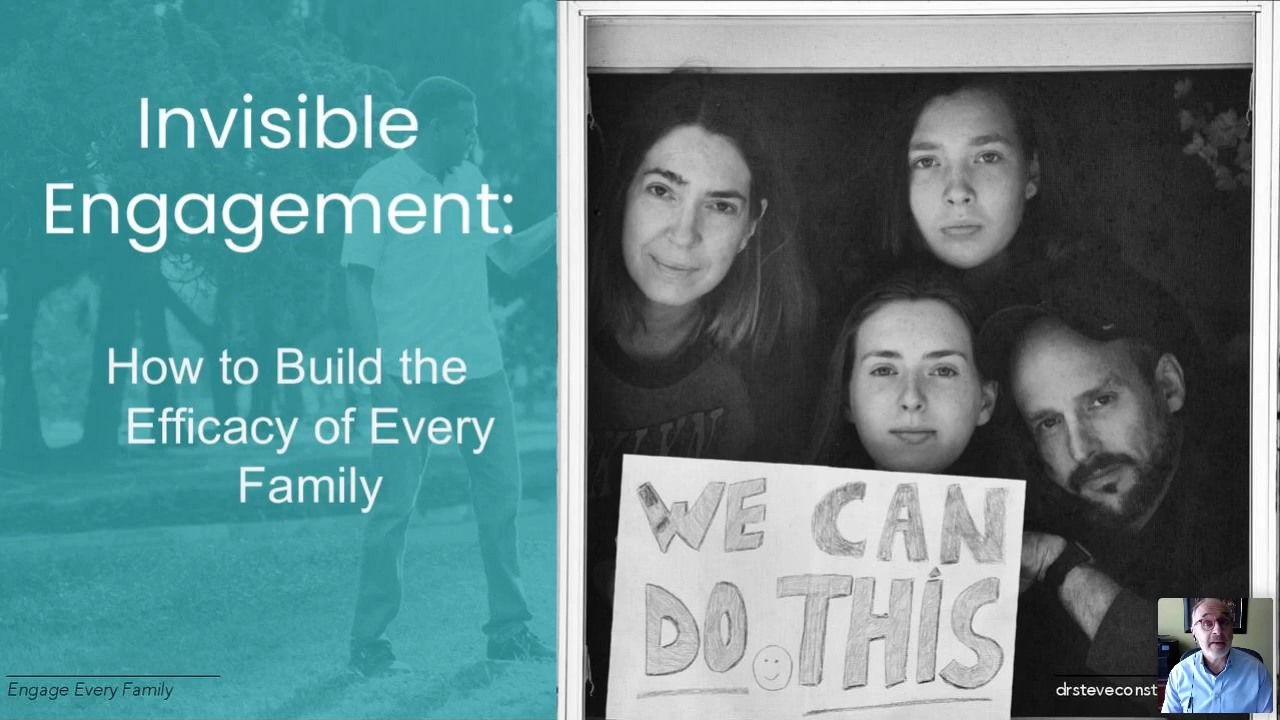 Invisible
Engagement:
How to Build the
Efficacy of Every
Family
WE CAN
DO THIS
Engage Every Family
drsteveconst